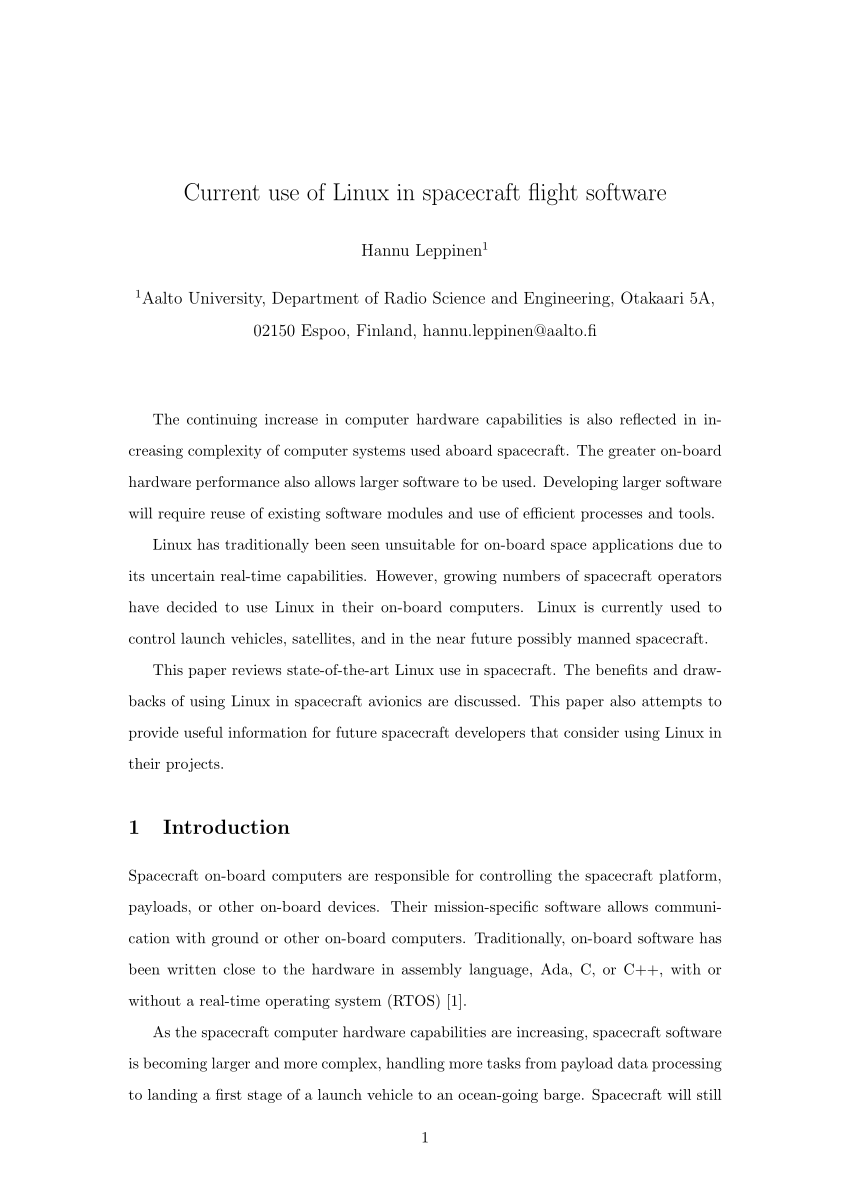 Current use of Linux in spacecraft flight software
Hannu Leppinen1
1Aalto University, Department of Radio Science and Engineering, Otakaari 5A,
02150 Espoo, Finland, hannu.leppinen@aalto.fi
The continuing increase in computer hardware capabilities is also reflected in in-
creasing complexity of computer systems used aboard spacecraft. The greater on-board
hardware performance also allows larger software to be used. Developing larger software
will require reuse of existing software modules and use of efficient processes and tools.
Linux has traditionally been seen unsuitable for on-board space applications due to
its uncertain real-time capabilities. However, growing numbers of spacecraft operators
have decided to use Linux in their on-board computers. Linux is currently used to
control launch vehicles, satellites, and in the near future possibly manned spacecraft.
This paper reviews state-of-the-art Linux use in spacecraft. The benefits and draw-
backs of using Linux in spacecraft avionics are discussed. This paper also attempts to
provide useful information for future spacecraft developers that consider using Linux in
their projects.
1 Introduction
Spacecraft on-board computers are responsible for controlling the spacecraft platform,
payloads, or other on-board devices. Their mission-specific software allows communi-
cation with ground or other on-board computers. Traditionally, on-board software has
been written close to the hardware in assembly language, Ada, C, or C++, with or
without a real-time operating system (RTOS) [1].
As the spacecraft computer hardware capabilities are increasing, spacecraft software
is becoming larger and more complex, handling more tasks from payload data processing
to landing a first stage of a launch vehicle to an ocean-going barge. Spacecraft will still
1